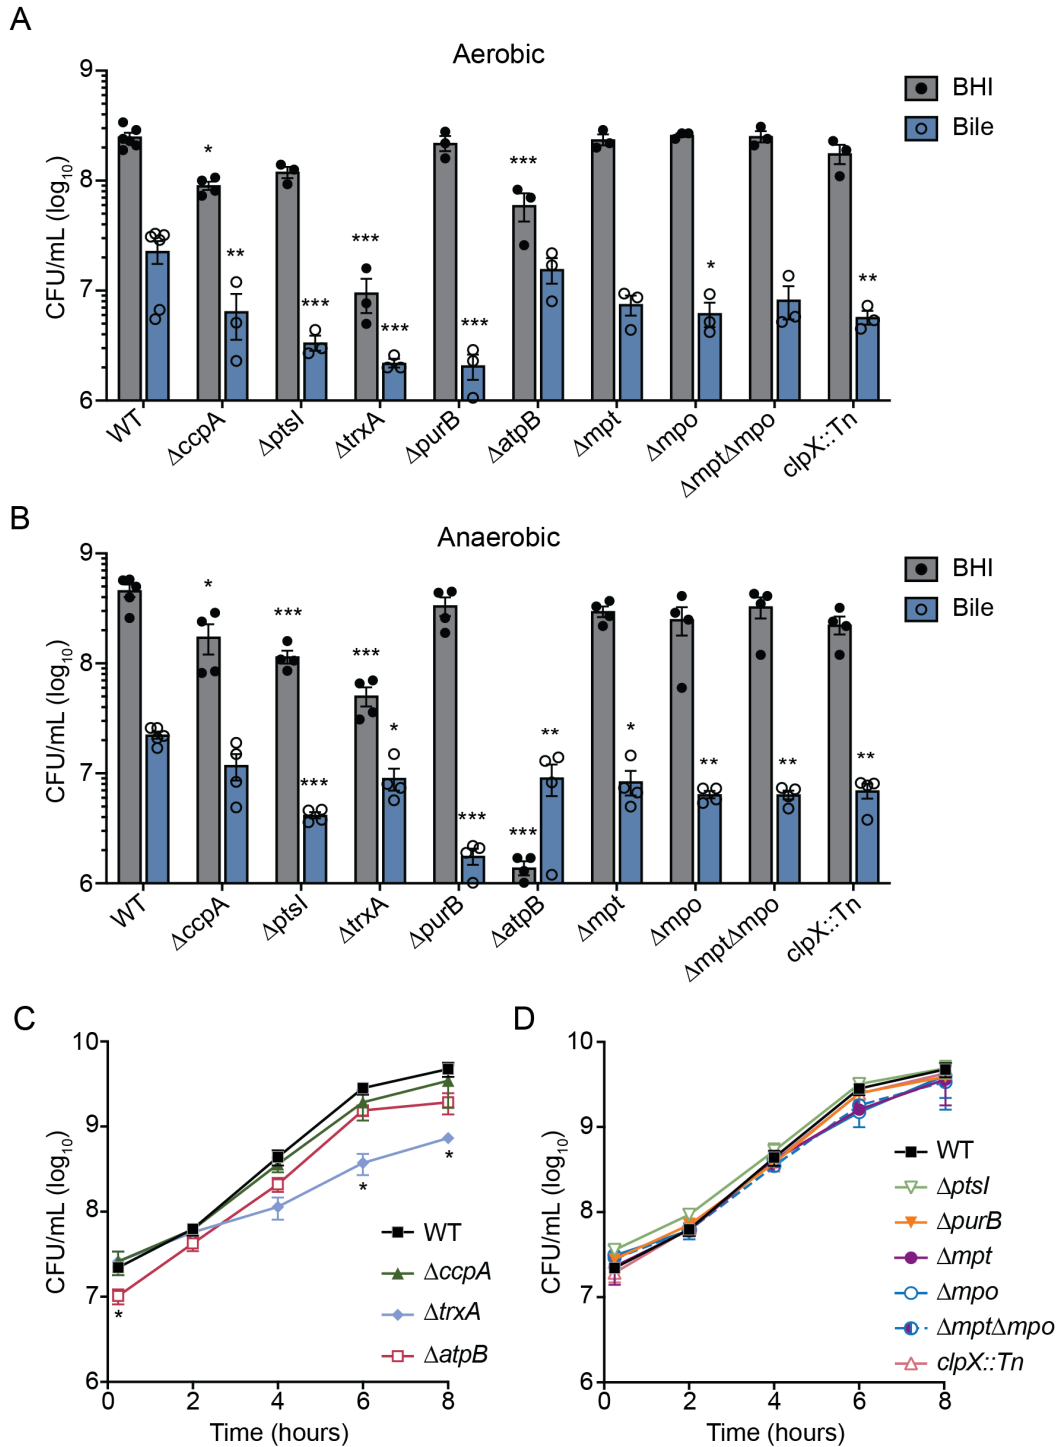 A
Aerobic
BHI
Bile
CFU/mL (log10)
9
8
7
6
*
**
***
***
***
***
***
*
**
WT
ΔccpA
ΔptsI
ΔtrxA
ΔpurB
ΔatpB
Δmpt
Δmpo
ΔmptΔmpo
clpX::Tn
B
Anaerobic
BHI
Bile
CFU/mL (log10)
9
8
7
6
*
***
***
***
*
***
***
**
*
**
**
**
WT
ΔccpA
ΔptsI
ΔtrxA
ΔpurB
ΔatpB
Δmpt
Δmpo
ΔmptΔmpo
clpX::Tn
C
CFU/mL (log10)
10
9
8
7
6
*
*
*
WT
ΔccpA
ΔtrxA
ΔatpB
0 2 4 6 8
Time (hours)
D
CFU/mL (log10)
10
9
8
7
6
WT
ΔptsI
ΔpurB
Δmpt
Δmpo
ΔmptΔmpo
clpX::Tn
0 2 4 6 8
Time (hours)